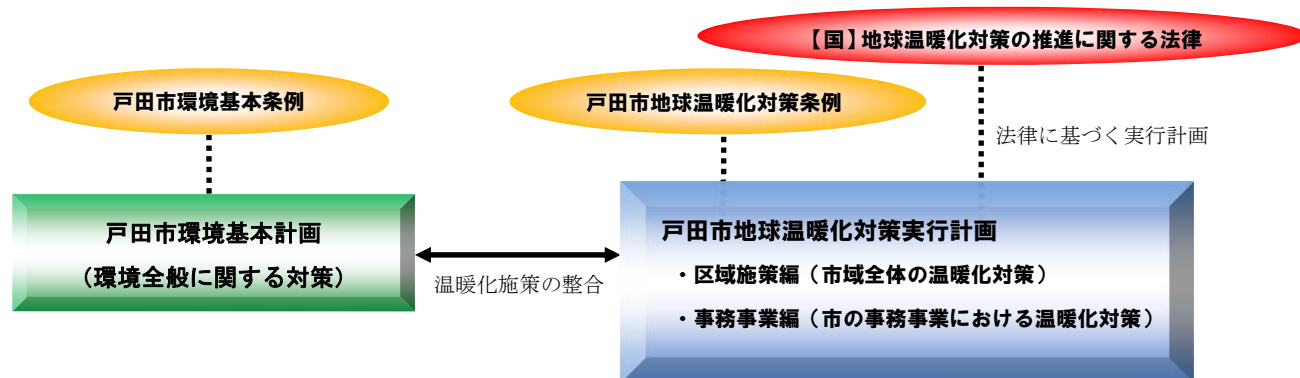 【国】地球温暖化対策の推進に関する法律
戸田市環境基本条例
戸田市地球温暖化対策条例
法律に基づく実行計画
戸田市環境基本計画
（環境全般に関する対策）
温暖化施策の整合
戸田市地球温暖化対策実行計画
・区域施策編（市域全体の温暖化対策）
・事務事業編（市の事務事業における温暖化対策）